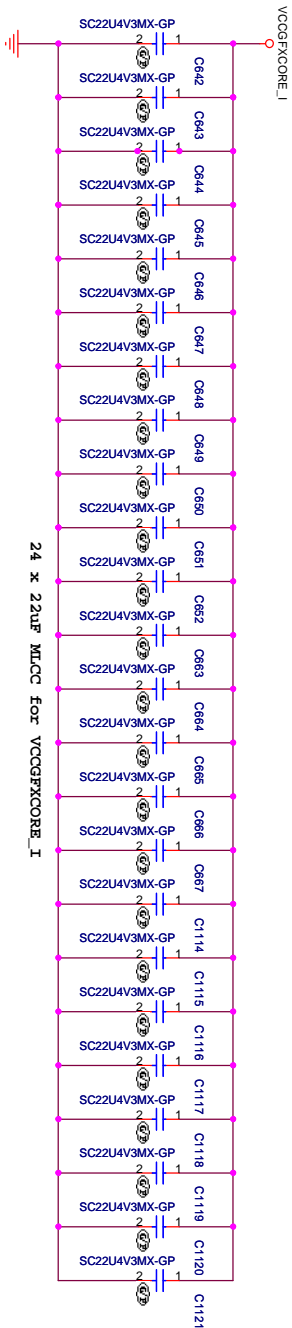 VCCGFXCORE_I
SC22U4V3MX-GP
2 1
C642
SC22U4V3MX-GP
2 1
C643
SC22U4V3MX-GP
2 1
C644
SC22U4V3MX-GP
2 1
C645
SC22U4V3MX-GP
2 1
C646
SC22U4V3MX-GP
2 1
C647
SC22U4V3MX-GP
2 1
C648
SC22U4V3MX-GP
2 1
C649
SC22U4V3MX-GP
2 1
C650
SC22U4V3MX-GP
2 1
C651
SC22U4V3MX-GP
2 1
C652
SC22U4V3MX-GP
2 1
C663
SC22U4V3MX-GP
2 1
C664
SC22U4V3MX-GP
2 1
C665
SC22U4V3MX-GP
2 1
C666
SC22U4V3MX-GP
2 1
C667
SC22U4V3MX-GP
2 1
C1114
SC22U4V3MX-GP
2 1
C1115
SC22U4V3MX-GP
2 1
C1116
SC22U4V3MX-GP
2 1
C1117
SC22U4V3MX-GP
2 1
C1118
SC22U4V3MX-GP
2 1
C1119
SC22U4V3MX-GP
2 1
C1120
SC22U4V3MX-GP
2 1
C1121
24 x 22uF MLCC for VCCGFXCORE_I